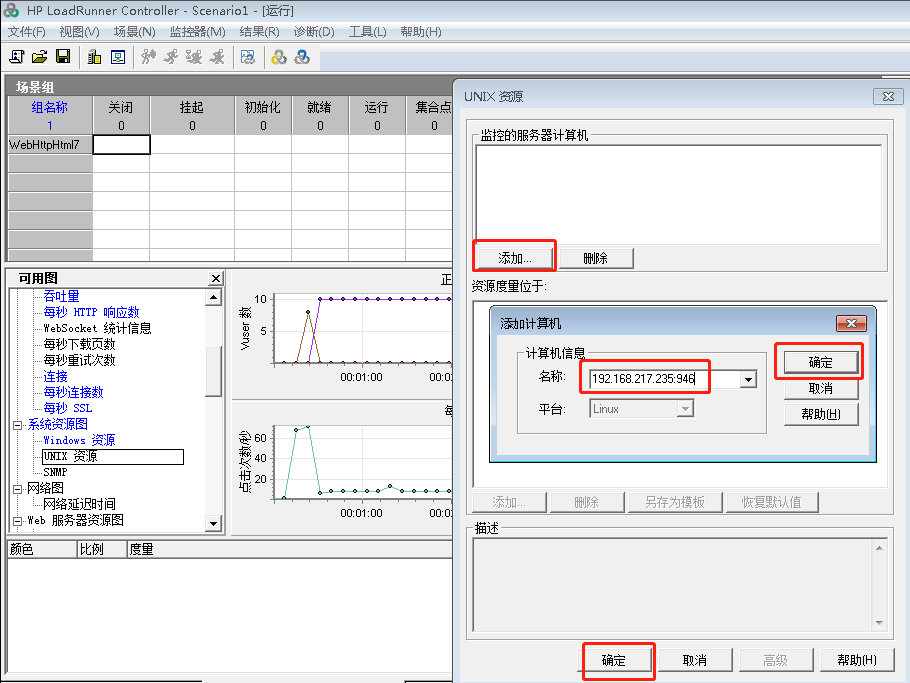 HP LoadRunner Controller - Scenario1 - [运行]
文件(F) 视图(V) 场景(N) 监控器(M) 结果(R) 诊断(D) 工具(L) 帮助(H)
场景组
组名称 关闭 挂起 初始化 就绪 运行 集合点
1 0 0 0 0 0 0
WebHttpHtml7
可用图
吞吐量
每秒 HTTP 响应数
WebSocket 统计信息
每秒下载页数
每秒重试次数
连接
每秒连接数
每秒 SSL
系统资源图
Windows 资源
UNIX 资源
SNMP
网络图
网络延迟时间
Web 服务器资源图
正
Vuser 数
10
5
00:01:00 00:0
每
点击次数/秒
60
40
20
00:01:00 00:0
颜色 比例 度量
UNIX 资源
监控的服务器计算机
添加... 删除
资源度量位于:
添加计算机
计算机信息
名称: 192.168.217.235:946
平台: Linux
确定
取消
帮助(H)
添加... 删除 另存为模板 恢复默认值
描述
确定 取消 高级 帮助(H)